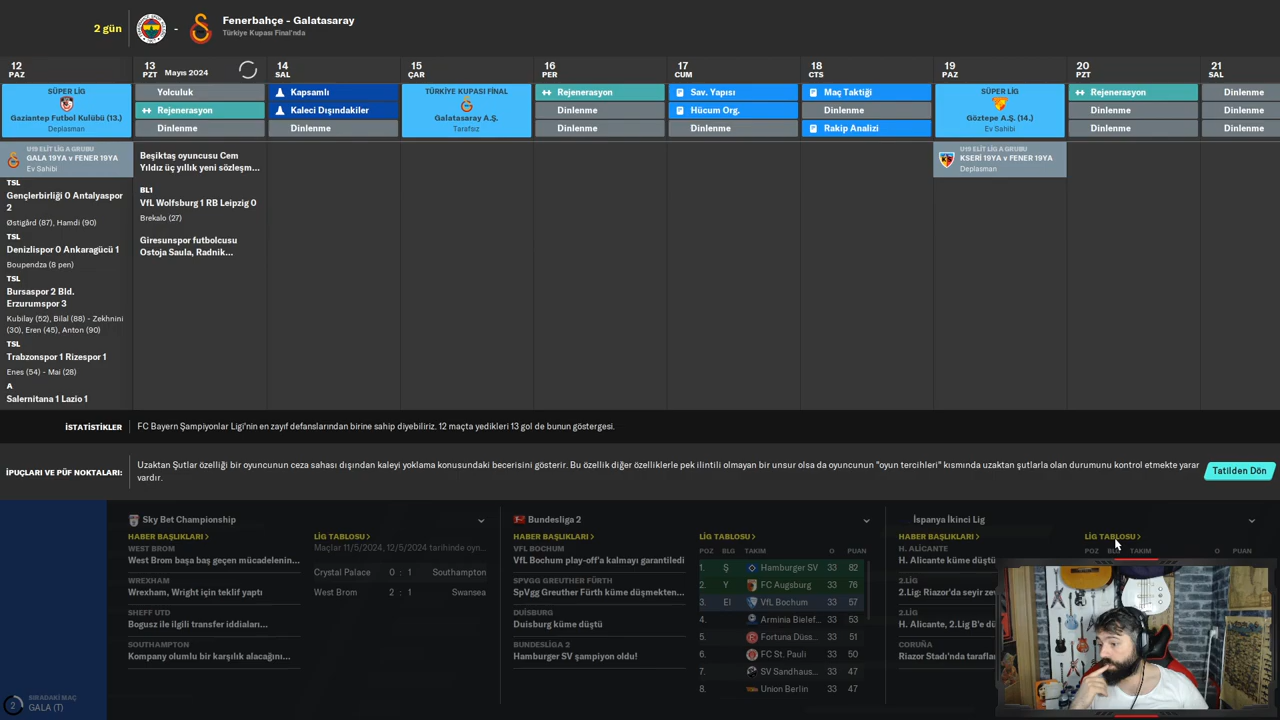 2 gün
-
Fenerbahçe - Galatasaray
Türkiye Kupası Final'nda
12
PAZ
13
PZT Mayıs 2024
14
SAL
15
ÇAR
16
PER
17
CUM
18
CTS
19
PAZ
20
PZT
21
SAL
SÜPER LİG
Gaziantep Futbol Kulübü (13.)
Deplasman
Yolculuk
Rejenerasyon
Dinlenme
Kapsamlı
Kaleci Dışındakiler
Dinlenme
TÜRKİYE KUPASI FİNAL
Galatasaray A.Ş.
Tarafsız
Rejenerasyon
Dinlenme
Dinlenme
Sav. Yapısı
Hücum Org.
Dinlenme
Maç Taktiği
Dinlenme
Rakip Analizi
SÜPER LİG
Göztepe A.Ş. (14.)
Ev Sahibi
Rejenerasyon
Dinlenme
Dinlenme
Dinlenme
Dinlenme
Dinlenme
U19 ELİT LİG A GRUBU
GALA 19YA v FENER 19YA
Ev Sahibi
TSL
Gençlerbirliği 0 Antalyaspor
2
Østigård (87), Hamdi (90)
TSL
Denizlispor 0 Ankaragücü 1
Boupendza (8 pen)
TSL
Bursaspor 2 Bld.
Erzurumspor 3
Kubilay (52), Bilal (88) - Zekhnini
(30), Eren (45), Anton (90)
TSL
Trabzonspor 1 Rizespor 1
Enes (54) - Mai (28)
A
Salernitana 1 Lazio 1
Beşiktaş oyuncusu Cem
Yıldız üç yıllık yeni sözleşm...
BL1
VfL Wolfsburg 1 RB Leipzig 0
Brekalo (27)
Giresunspor futbolcusu
Ostoja Saula, Radnik...
U19 ELİT LİG A GRUBU
KSERİ 19YA v FENER 19YA
Deplasman
İSTATİSTİKLER
FC Bayern Şampiyonlar Ligi'nin en zayıf defanslarından birine sahip diyebiliriz. 12 maçta yedikleri 13 gol de bunun göstergesi.
İPUÇLARI VE PÜF NOKTALARI:
Uzaktan Şutlar özelliği bir oyuncunun ceza sahası dışından kaleyi yoklama konusundaki becerisini gösterir. Bu özellik diğer özelliklerle pek ilintili olmayan bir unsur olsa da oyuncunun "oyun tercihleri" kısmında uzaktan şutlarla olan durumunu kontrol etmekte yarar
vardır.
Tatilden Dön
Sky Bet Championship
HABER BAŞLIKLARI >
WEST BROM
West Brom başa baş geçen mücadelenin...
WREXHAM
Wrexham, Wright için teklif yaptı
SHEFF UTD
Bogusz ile ilgili transfer iddiaları...
SOUTHAMPTON
Kompany olumlu bir karşılık alacağını...
LİG TABLOSU >
Maçlar 11/5/2024, 12/5/2024 tarihinde oyn...
Crystal Palace 0 : 1 Southampton
West Brom 2 : 1 Swansea
Bundesliga 2
HABER BAŞLIKLARI >
VFL BOCHUM
VfL Bochum play-off'a kalmayı garantiledi
SPVGG GREUTHER FÜRTH
SpVgg Greuther Fürth küme düşmekten...
DUISBURG
Duisburg küme düştü
BUNDESLIGA 2
Hamburger SV şampiyon oldu!
LİG TABLOSU >
POZ BLG TAKIM O PUAN
1. Ş Hamburger SV 33 82
2. Y FC Augsburg 33 76
3. El VfL Bochum 33 57
4. Arminia Bielef... 33 53
5. Fortuna Düss... 33 51
6. FC St. Pauli 33 50
7. SV Sandhaus... 33 47
8. Union Berlin 33 47
İspanya İkinci Lig
HABER BAŞLIKLARI >
H. ALİCANTE
H. Alicante küme düştü
2.LİG
2.Lig: Riazor'da seyir zev
2.LİG
H. Alicante, 2.Lig B'e dü
CORUÑA
Riazor Stadı'nda tarafla
LİG TABLOSU >
POZ BLG TAKIM O PUAN
2
SIRADAKİ MAÇ
GALA (T)